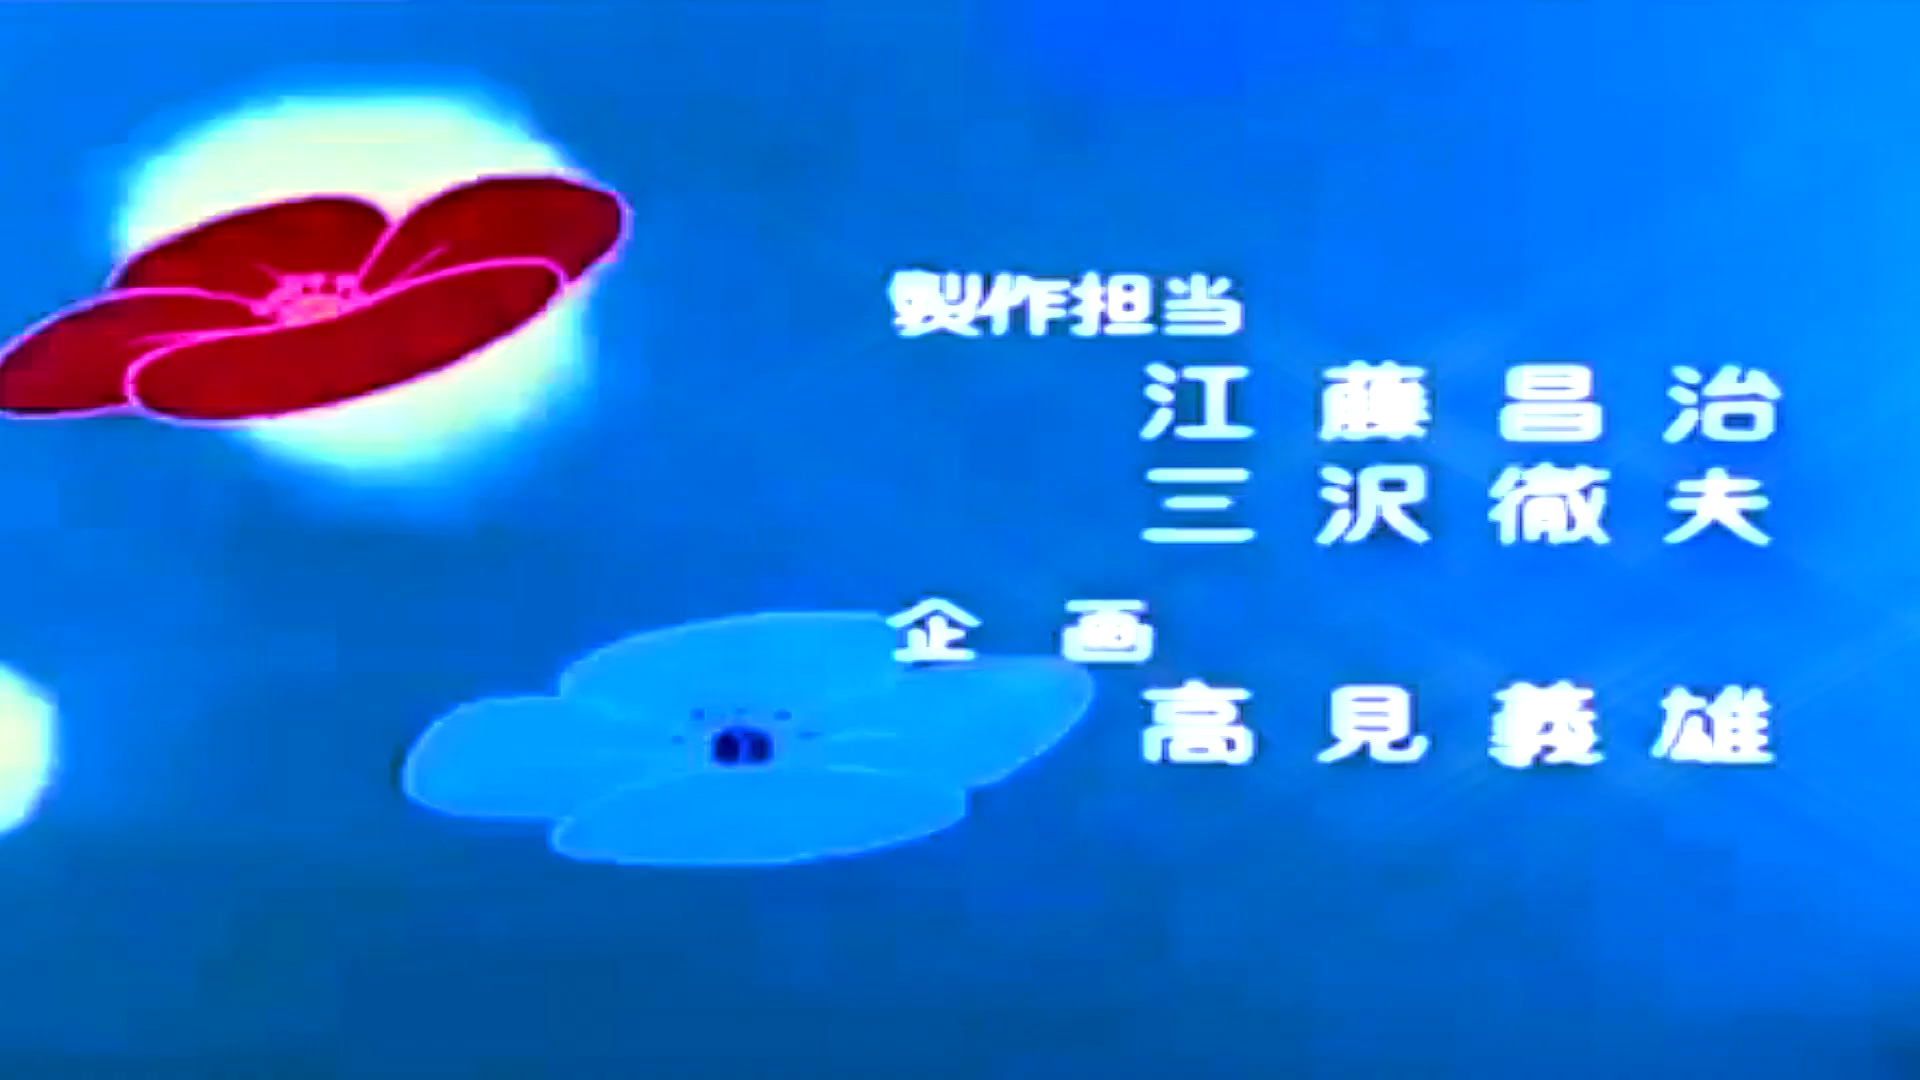 製作担当
江藤昌治
三沢徹夫
企画
高見義雄